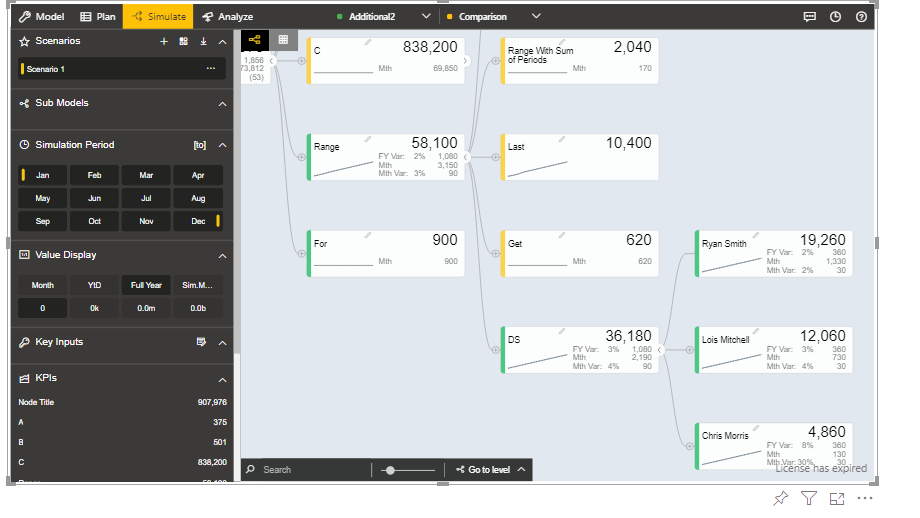 Model
Plan
Simulate
Analyze
Additional2
Comparison
Scenarios
Scenario 1
...
Sub Models
Simulation Period
[to]
Jan Feb Mar Apr
May Jun Jul Aug
Sep Oct Nov Dec
Value Display
Month YtD Full Year Sim.M...
0 0k 0.0m 0.0b
Key Inputs
KPIs
Node Title 907,976
A 375
B 501
C 838,200
1,856
73,812
(53)
C 838,200
Mth 69,850
Range 58,100
FY Var: 2% 1,080
Mth 3,150
Mth Var: 3% 90
For 900
Mth 900
Range With Sum of Periods 2,040
Mth 170
Last 10,400
Get 620
Mth 620
DS 36,180
FY Var: 3% 1,080
Mth 2,190
Mth Var: 4% 90
Ryan Smith 19,260
FY Var: 2% 360
Mth 1,330
Mth Var: 2% 30
Lois Mitchell 12,060
FY Var: 3% 360
Mth 730
Mth Var: 4% 30
Chris Morris 4,860
FY Var: 8% 360
Mth 130
Mth Var: 30% 30
License has expired
Search
Go to level